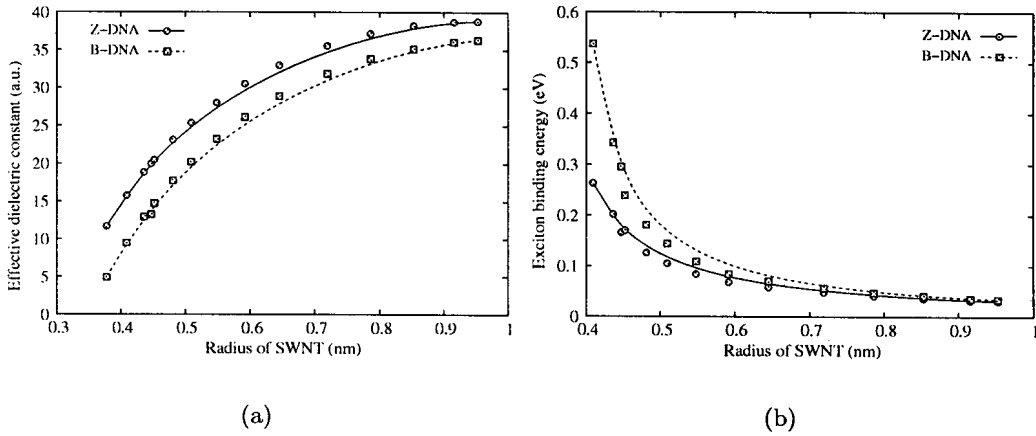 Effective dielectric constant (a.u.)
40
35
30
25
20
15
10
5
0
Z-DNA
B-DNA
0.3 0.4 0.5 0.6 0.7 0.8 0.9 1
Radius of SWNT (nm)
(a)
Exciton binding energy (eV)
0.6
0.5
0.4
0.3
0.2
0.1
0
Z-DNA
B-DNA
0.4 0.5 0.6 0.7 0.8 0.9 1
Radius of SWNT (nm)
(b)